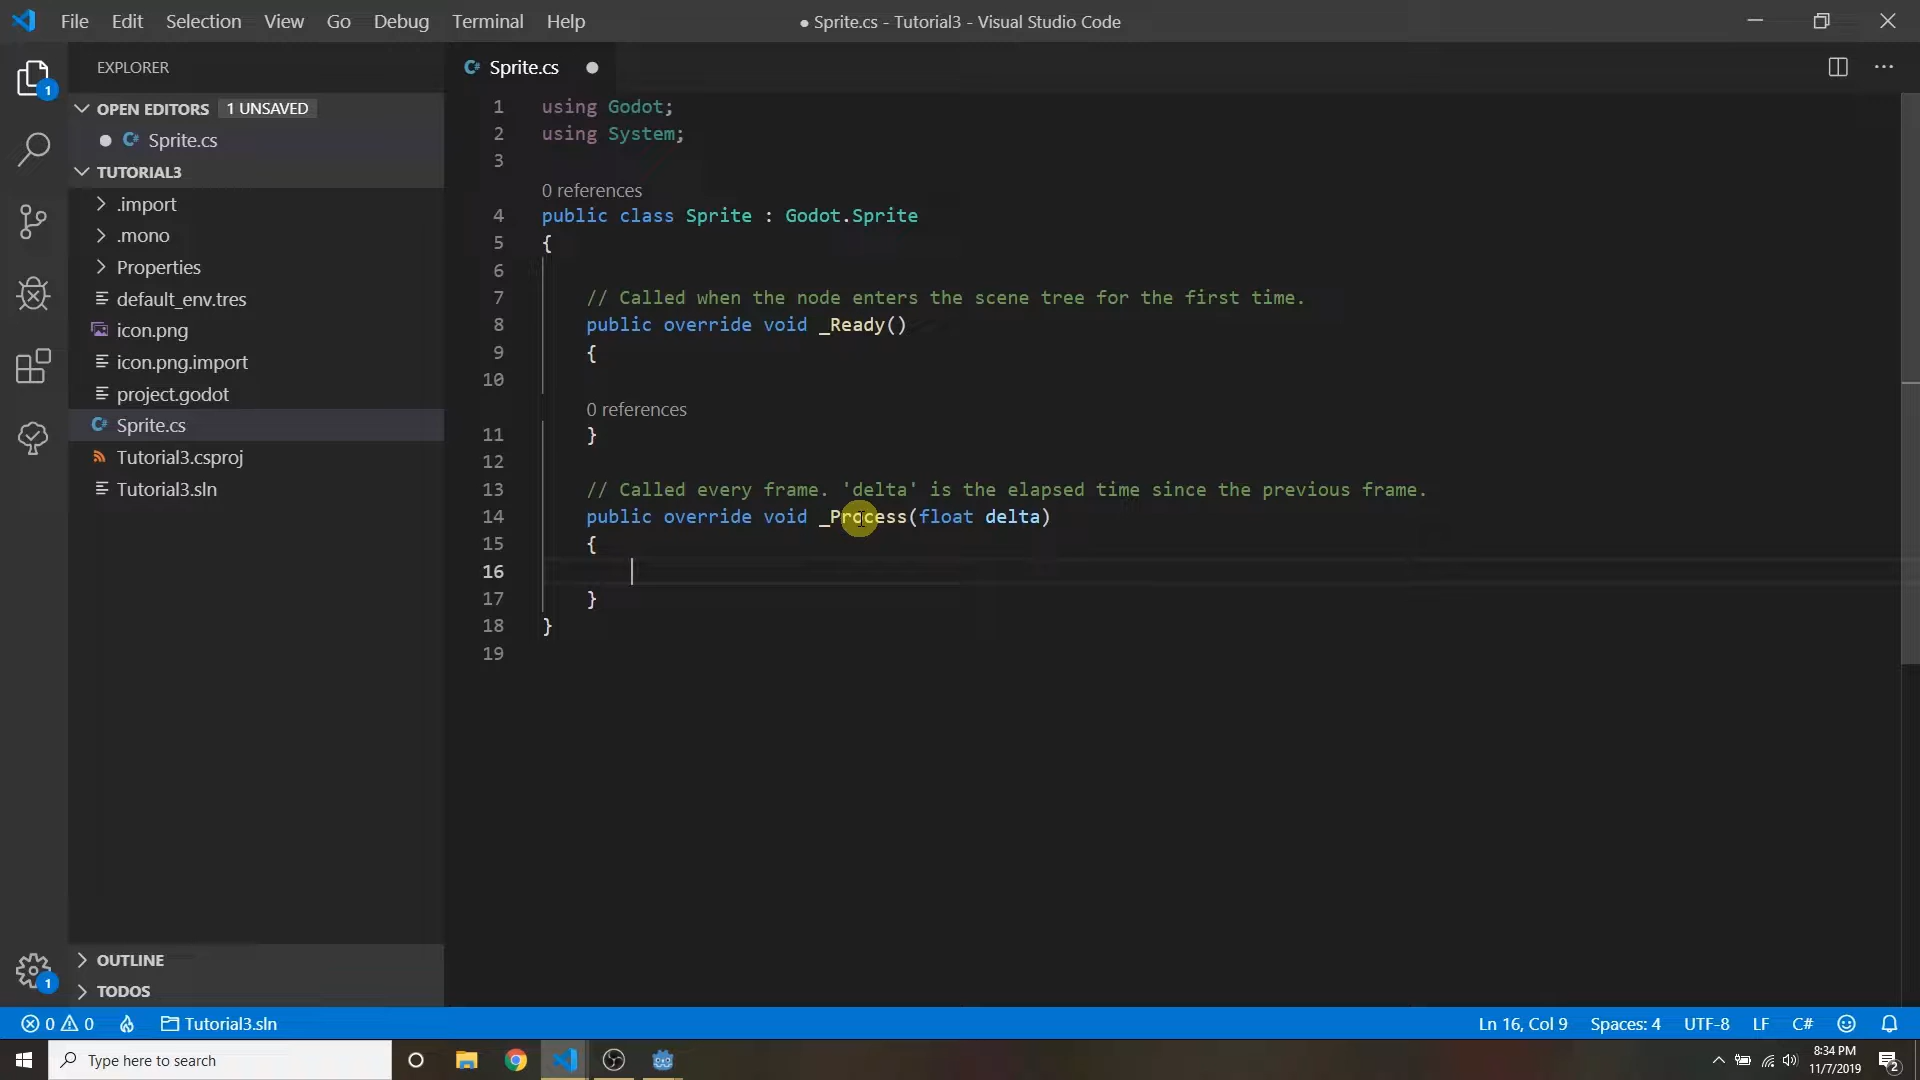 File Edit Selection View Go Debug Terminal Help
● Sprite.cs - Tutorial3 - Visual Studio Code
EXPLORER
OPEN EDITORS 1 UNSAVED
Sprite.cs
TUTORIAL3
.import
.mono
Properties
default_env.tres
icon.png
icon.png.import
project.godot
Sprite.cs
Tutorial3.csproj
Tutorial3.sln
OUTLINE
TODOS
1
1
C# Sprite.cs
1 using Godot;
2 using System;
3
0 references
4 public class Sprite : Godot.Sprite
5 {
6
7 // Called when the node enters the scene tree for the first time.
8 public override void _Ready()
9 {
10
0 references
11 }
12
13 // Called every frame. 'delta' is the elapsed time since the previous frame.
14 public override void _Process(float delta)
15 {
16
17 }
18 }
19
0 0 Tutorial3.sln
Ln 16, Col 9 Spaces: 4 UTF-8 LF C#
Type here to search
8:34 PM
11/7/2019
2